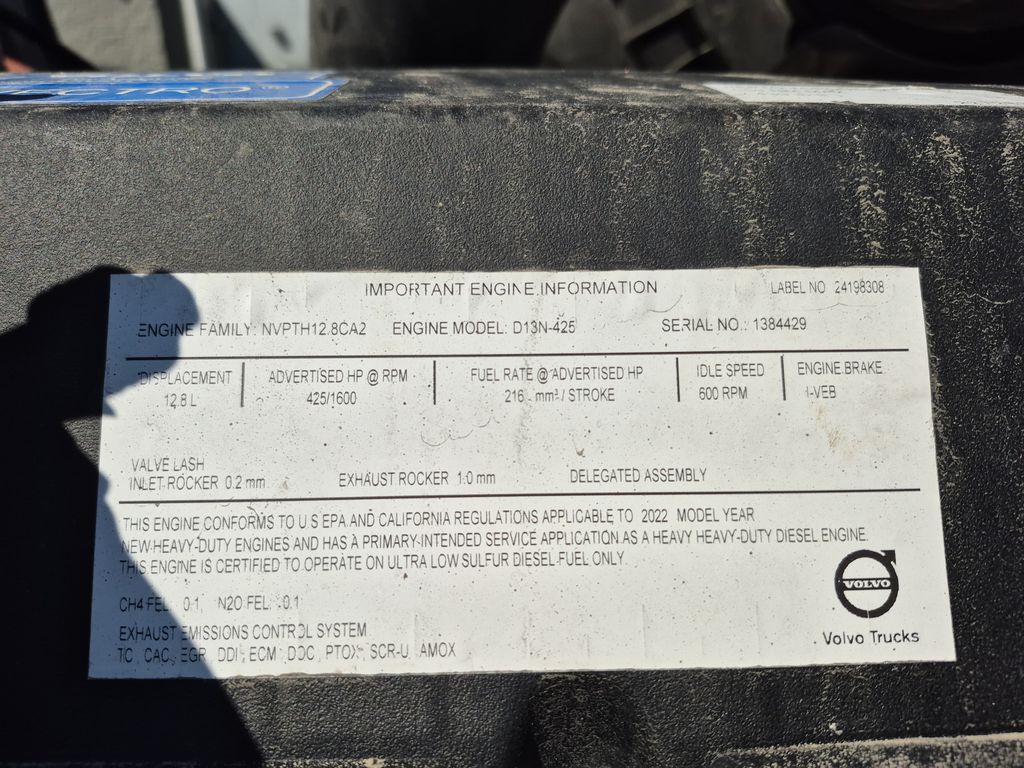 IMPORTANT ENGINE INFORMATION LABEL NO 24198308
ENGINE FAMILY: NVPTH12.8CA2 ENGINE MODEL: D13N-425 SERIAL NO.: 1384429
DISPLACEMENT ADVERTISED HP @ RPM FUEL RATE @ ADVERTISED HP IDLE SPEED ENGINE BRAKE
12.8 L 425/1600 216 mm³ / STROKE 600 RPM I-VEB
VALVE LASH
INLET ROCKER 0.2 mm EXHAUST ROCKER 1.0 mm DELEGATED ASSEMBLY
THIS ENGINE CONFORMS TO U S EPA AND CALIFORNIA REGULATIONS APPLICABLE TO 2022 MODEL YEAR
NEW HEAVY-DUTY ENGINES AND HAS A PRIMARY INTENDED SERVICE APPLICATION AS A HEAVY HEAVY-DUTY DIESEL ENGINE.
THIS ENGINE IS CERTIFIED TO OPERATE ON ULTRA LOW SULFUR DIESEL FUEL ONLY
CH4 FEL: 0.1 N2O FEL: 0.1
EXHAUST EMISSIONS CONTROL SYSTEM
TC, CAC, EGR, DDI, ECM, DOC, PTOX, SCR-U, AMOX
VOLVO
Volvo Trucks